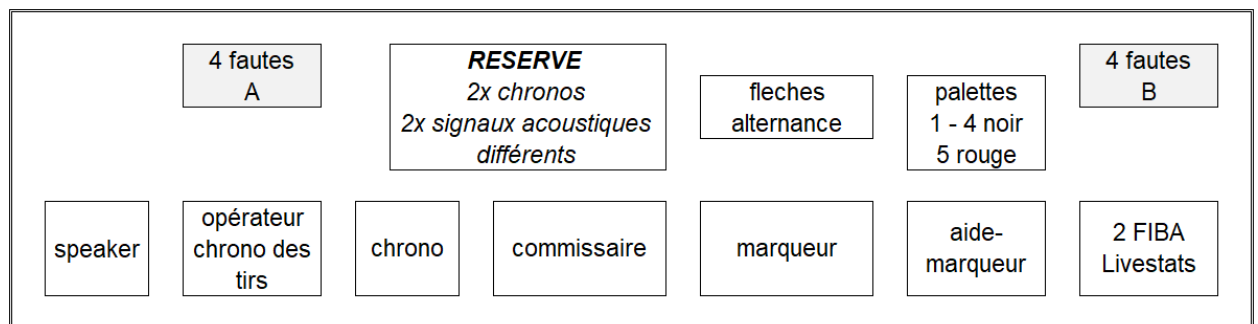 4 fautes
A
RESERVE
2x chronos
2x signaux acoustiques
différents
fleches
alternance
palettes
1 - 4 noir
5 rouge
4 fautes
B
speaker
opérateur
chrono des
tirs
chrono
commissaire
marqueur
aide-
marqueur
2 FIBA
Livestats